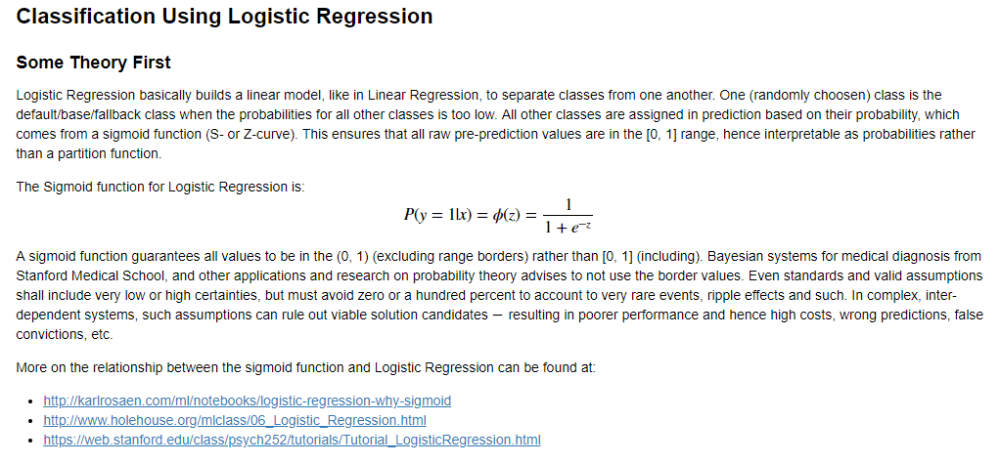 Classification Using Logistic Regression
Some Theory First
Logistic Regression basically builds a linear model, like in Linear Regression, to separate classes from one another. One (randomly choosen) class is the
default/base/fallback class when the probabilities for all other classes is too low. All other classes are assigned in prediction based on their probability, which
comes from a sigmoid function (S- or Z-curve). This ensures that all raw pre-prediction values are in the [0, 1] range, hence interpretable as probabilities rather
than a partition function.
The Sigmoid function for Logistic Regression is:
P(y = 1|x) = ϕ(z) = 1 / (1 + e^−z)
A sigmoid function guarantees all values to be in the (0, 1) (excluding range borders) rather than [0, 1] (including). Bayesian systems for medical diagnosis from
Stanford Medical School, and other applications and research on probability theory advises to not use the border values. Even standards and valid assumptions
shall include very low or high certainties, but must avoid zero or a hundred percent to account to very rare events, ripple effects and such. In complex, inter-
dependent systems, such assumptions can rule out viable solution candidates — resulting in poorer performance and hence high costs, wrong predictions, false
convictions, etc.
More on the relationship between the sigmoid function and Logistic Regression can be found at:
• http://karlrosaen.com/ml/notebooks/logistic-regression-why-sigmoid
• http://www.holehouse.org/mlclass/06_Logistic_Regression.html
• https://web.stanford.edu/class/psych252/tutorials/Tutorial_LogisticRegression.html